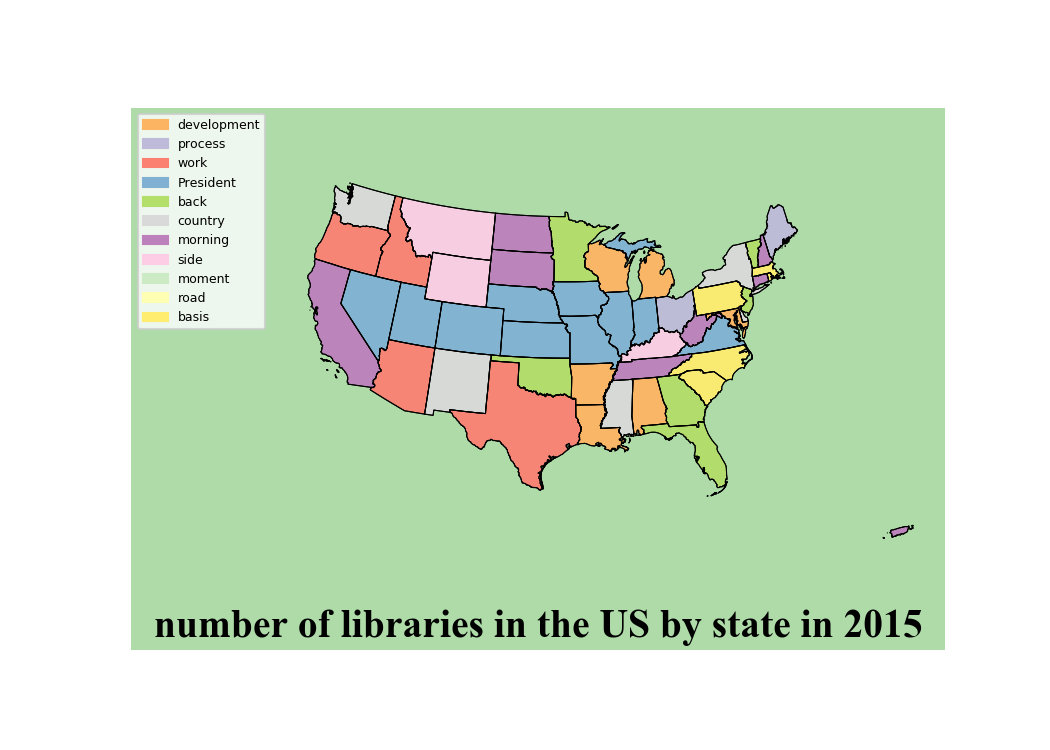 development
process
work
President
back
country
morning
side
moment
road
basis
number of libraries in the US by state in 2015